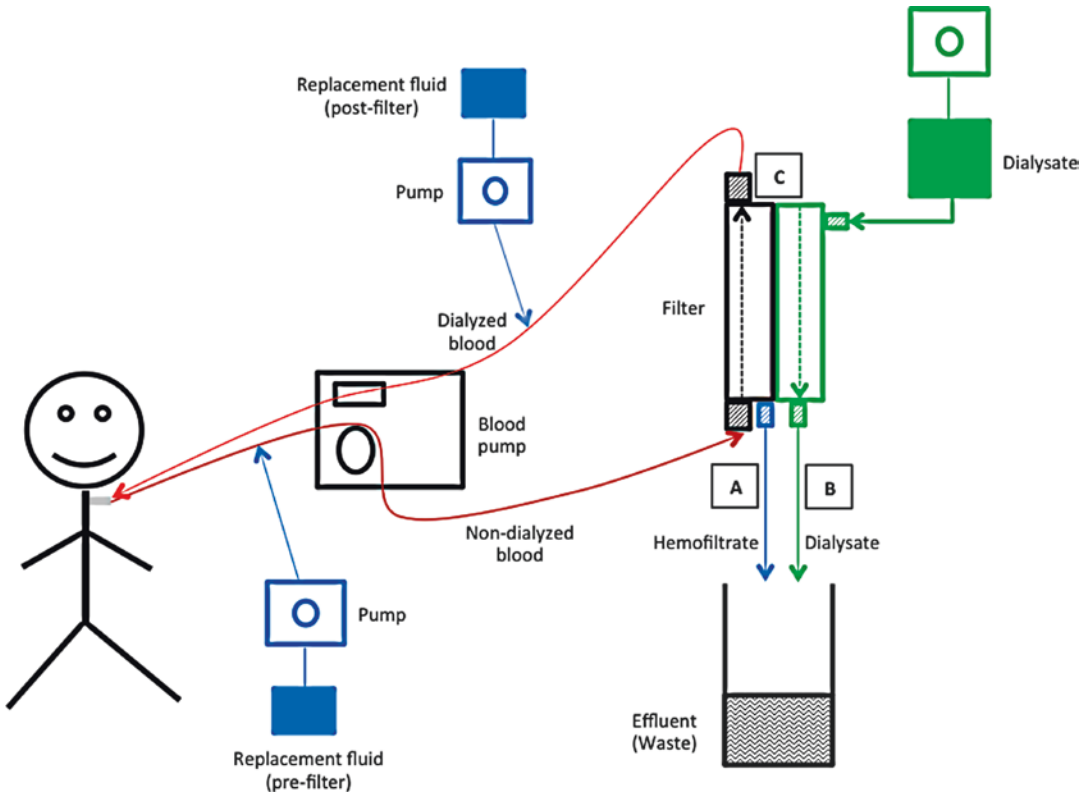 Replacement fluid
(post-filter)
Pump
C
Dialysate
Filter
Dialyzed
blood
Blood
pump
Non-dialyzed
blood
A
B
Hemofiltrate
Dialysate
Pump
Effluent
(Waste)
Replacement fluid
(pre-filter)